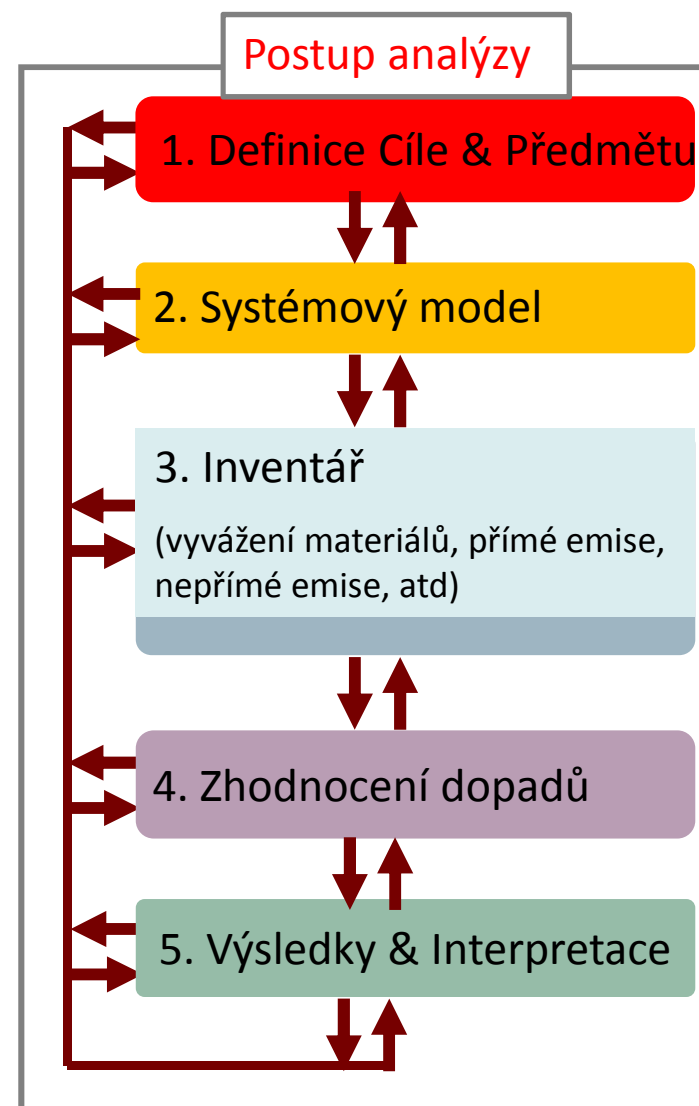 Postup analýzy
1. Definice Cíle & Předmětu
2. Systémový model
3. Inventář
(vyvážení materiálů, přímé emise,
nepřímé emise, atd)
4. Zhodnocení dopadů
5. Výsledky & Interpretace